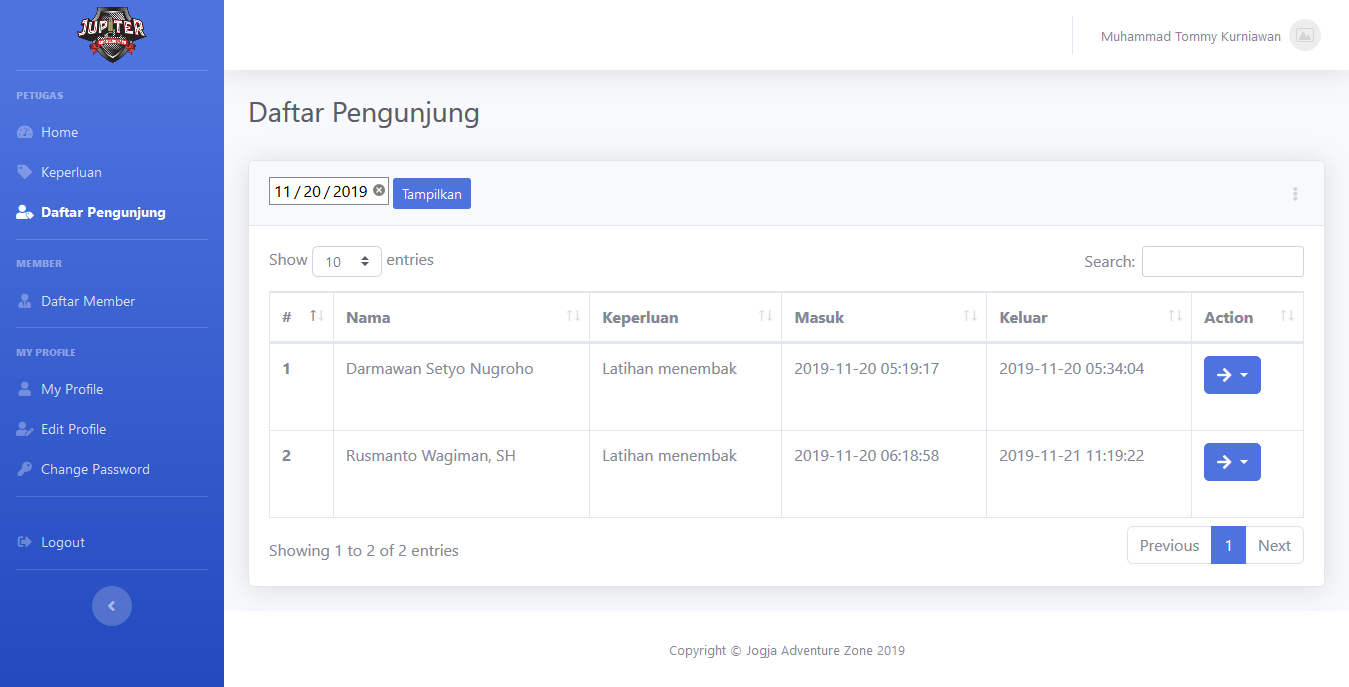 JUPITER
Muhammad Tommy Kurniawan
PETUGAS
Home
Keperluan
Daftar Pengunjung
MEMBER
Daftar Member
MY PROFILE
My Profile
Edit Profile
Change Password
Logout
Daftar Pengunjung
11 / 20 / 2019 Tampilkan
Show 10 entries Search:
# Nama Keperluan Masuk Keluar Action
1 Darmawan Setyo Nugroho Latihan menembak 2019-11-20 05:19:17 2019-11-20 05:34:04
2 Rusmanto Wagiman, SH Latihan menembak 2019-11-20 06:18:58 2019-11-21 11:19:22
Showing 1 to 2 of 2 entries Previous 1 Next
Copyright © Jogja Adventure Zone 2019